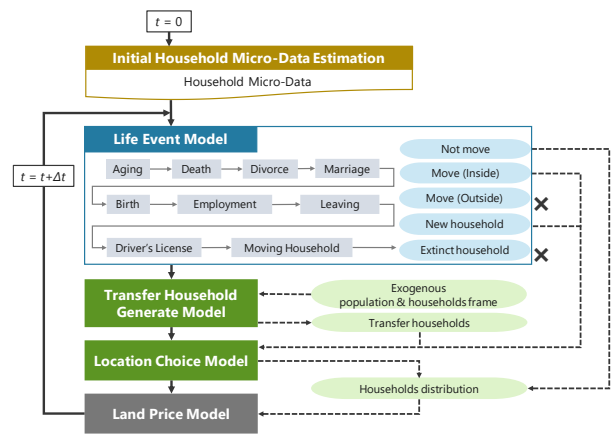 t = 0
Initial Household Micro-Data Estimation
Household Micro-Data
Life Event Model
Not move
Aging
Death
Divorce
Marriage
Move (Inside)
t = t+Δt
Move (Outside)
Birth
Employment
Leaving
New household
Driver's License
Moving Household
Extinct household
Transfer Household
Generate Model
Exogenous
population & households frame
Transfer households
Location Choice Model
Households distribution
Land Price Model